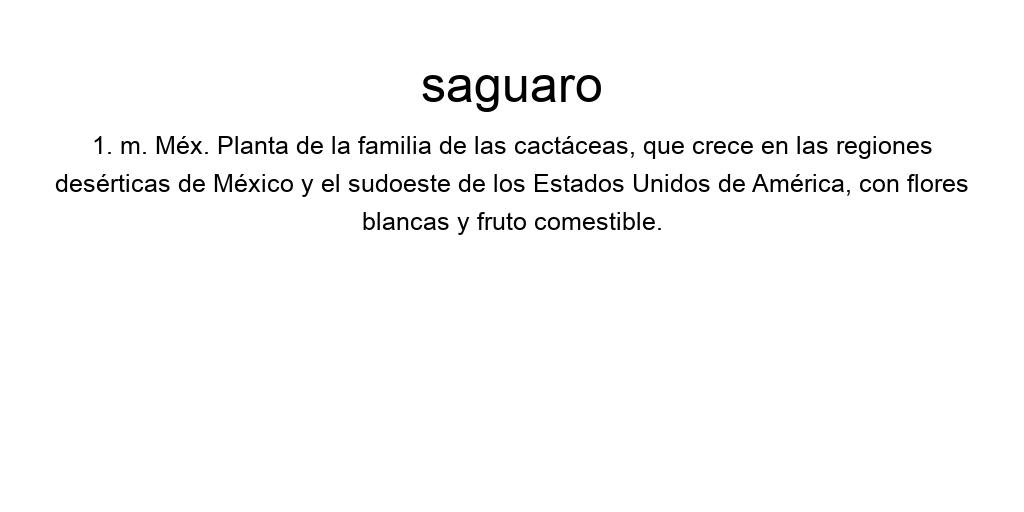 saguaro
1. m. Méx. Planta de la familia de las cactáceas, que crece en las regiones
desérticas de México y el sudoeste de los Estados Unidos de América, con flores
blancas y fruto comestible.